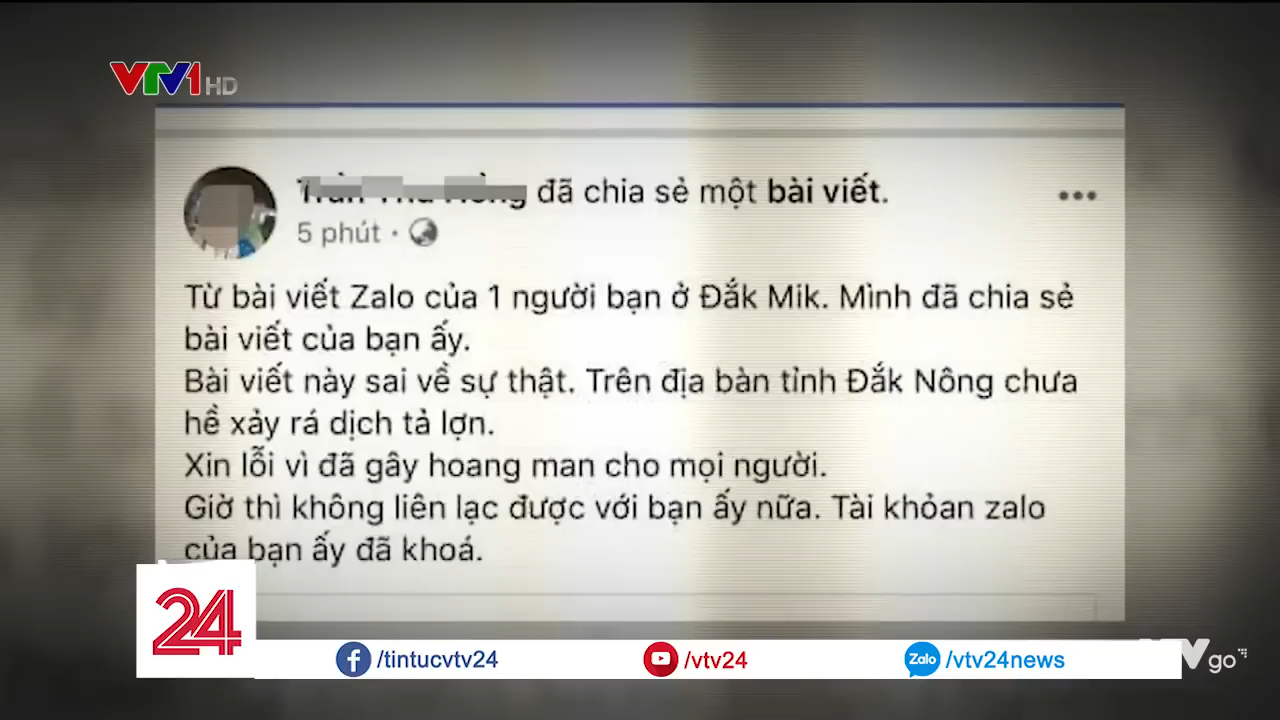 VTV1 HD
đã chia sẻ một bài viết.
5 phút
Từ bài viết Zalo của 1 người bạn ở Đắk Mik. Mình đã chia sẻ
bài viết của bạn ấy.
Bài viết này sai về sự thật. Trên địa bàn tỉnh Đắk Nông chưa
hề xảy rá dịch tả lợn.
Xin lỗi vì đã gây hoang man cho mọi người.
Giờ thì không liên lạc được với bạn ấy nữa. Tài khỏan zalo
của bạn ấy đã khoá.
24
/tintucvtv24
/vtv24
Zalo /vtv24news
VTV go